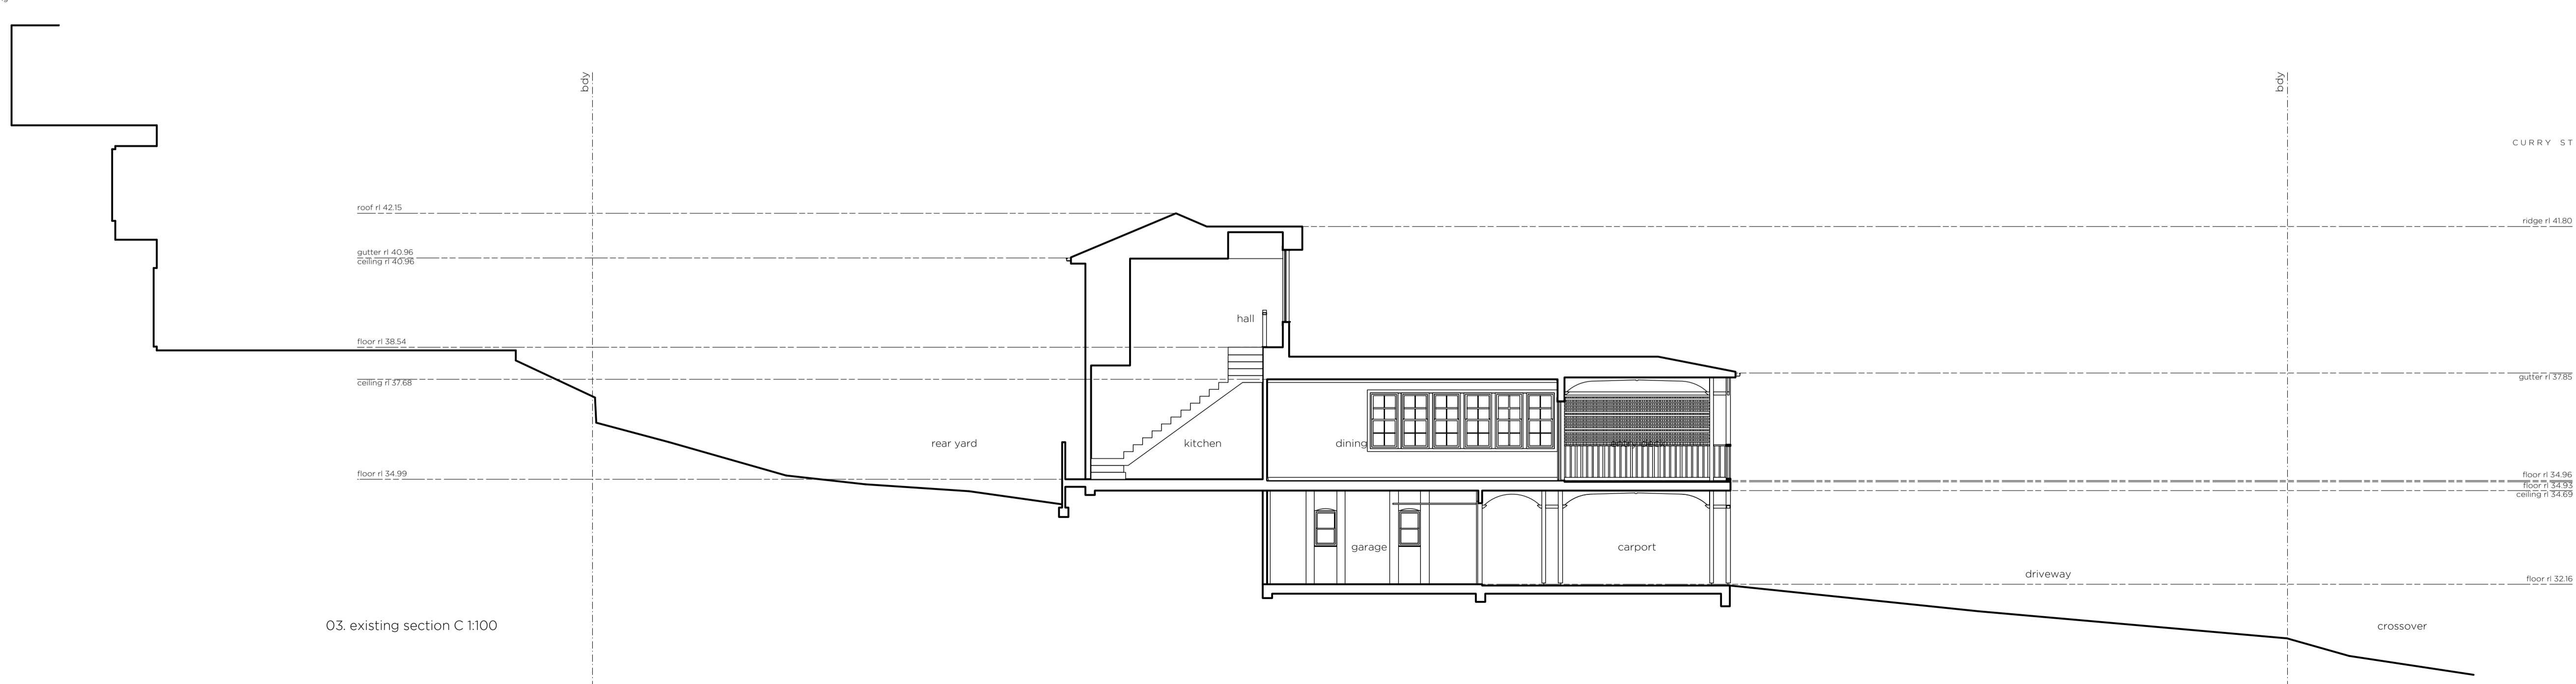 bdy
bdy
CURRY ST
roof rl 42.15
ridge rl 41.80
gutter rl 40.96
ceiling rl 40.96
hall
floor rl 38.54
ceiling rl 37.68
gutter rl 37.85
rear yard
kitchen
dining
entry deck
floor rl 34.99
floor rl 34.96
floor rl 34.93
ceiling rl 34.69
garage
carport
driveway
floor rl 32.16
03. existing section C 1:100
crossover